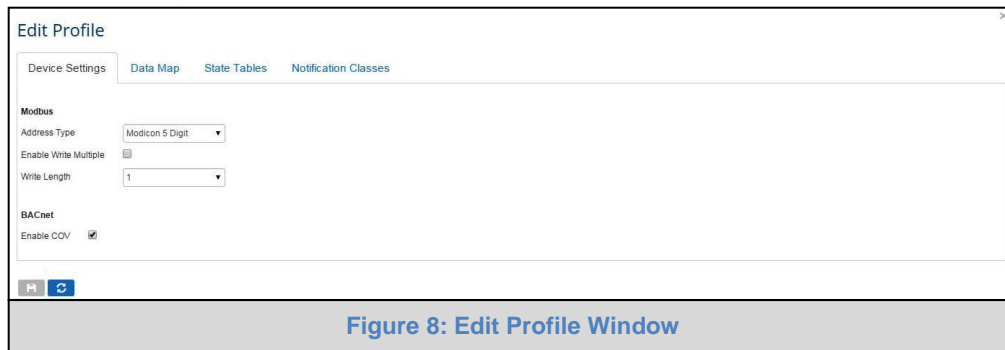 Edit Profile
Device Settings Data Map State Tables Notification Classes
Modbus
Address Type Modicon 5 Digit
Enable Write Multiple
Write Length 1
BACnet
Enable COV
Figure 8: Edit Profile Window